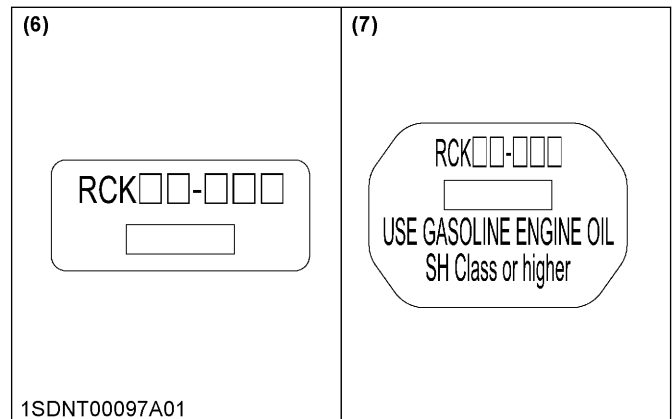 (6)
RCK□□-□□□
(7)
RCK□□-□□□
USE GASOLINE ENGINE OIL
SH Class or higher
1SDNT00097A01